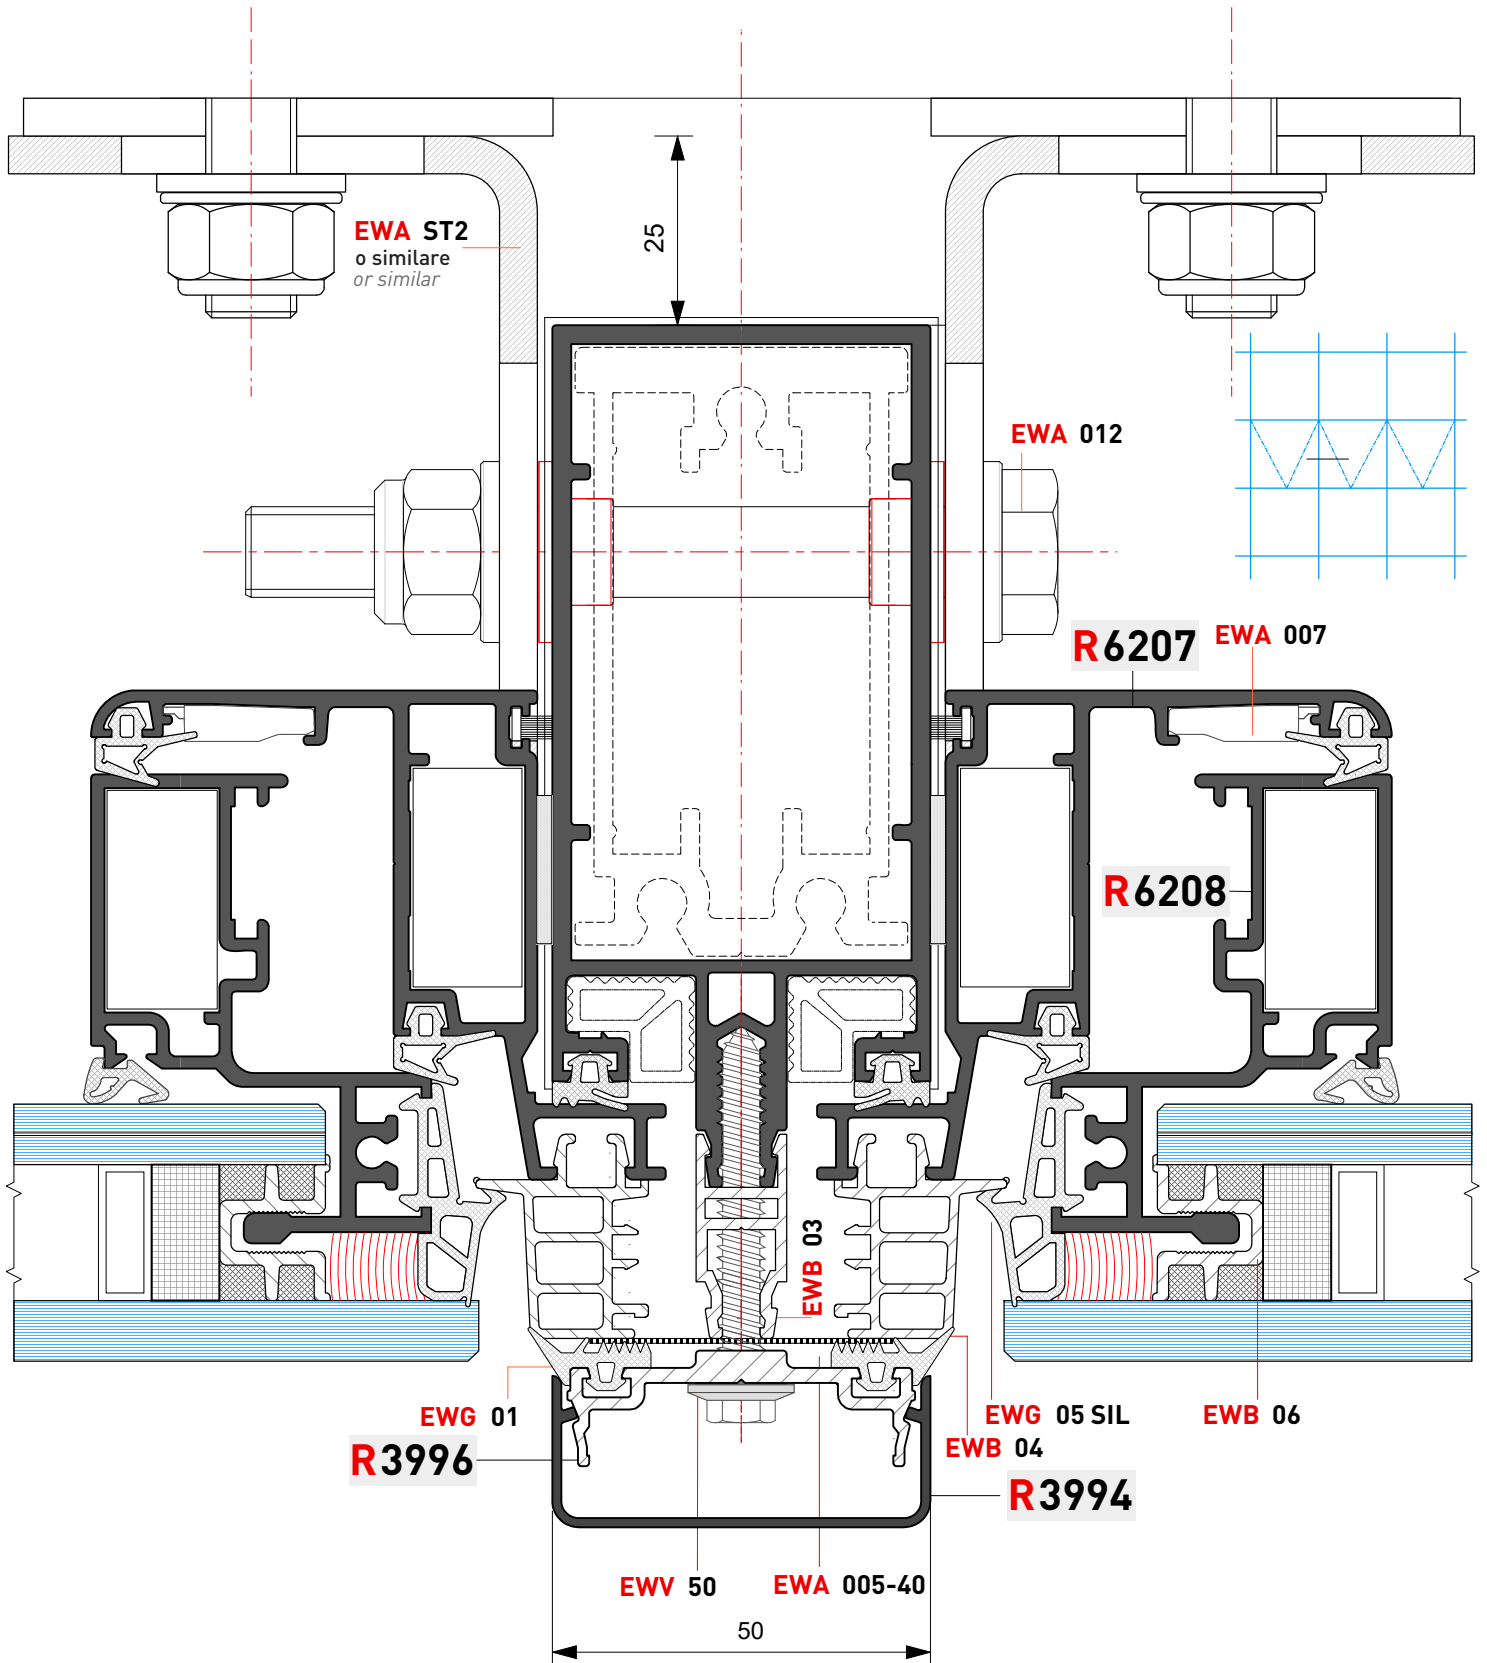 EWA ST2
o similare
or similar
25
EWA 012
R6207
EWA 007
R6208
EWB 03
EWG 01
EWG 05 SIL
EWB 06
EWB 04
R3996
R3994
EWV 50
EWA 005-40
50